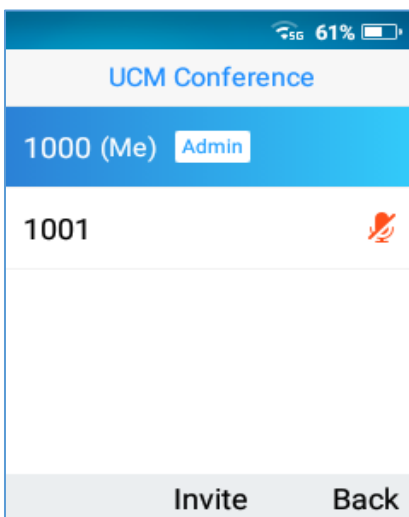 5G 61%
UCM Conference
1000 (Me) Admin
1001
Invite Back